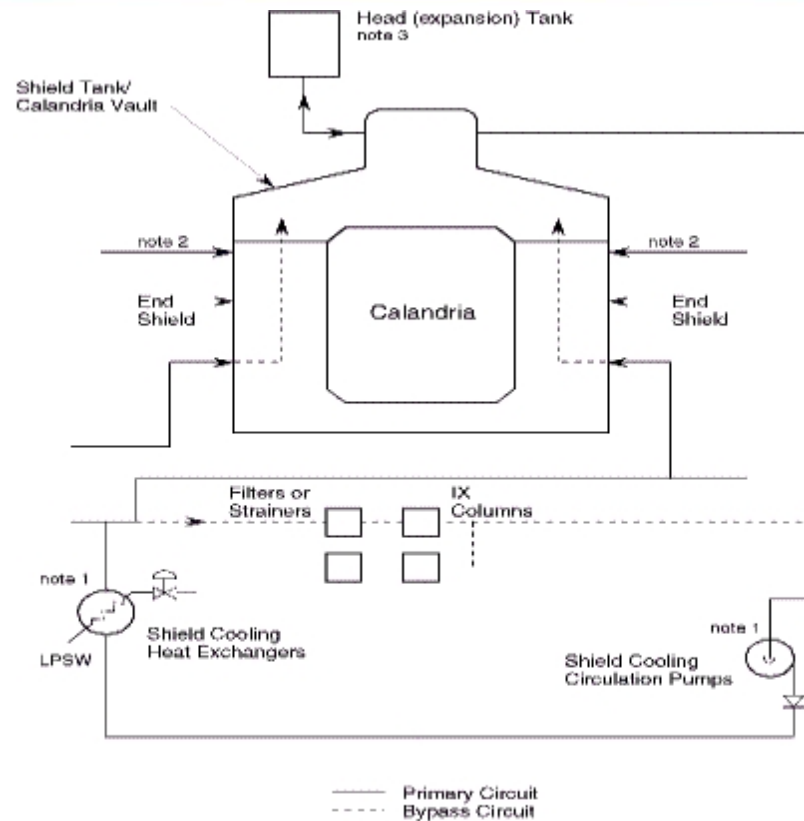 Head (expansion) Tank
note 3
Shield Tank/
Calandria Vault
note 2
note 2
End
Shield
Calandria
End
Shield
Filters or
Strainers
IX
Columns
note 1
LPSW
Shield Cooling
Heat Exchangers
note 1
Shield Cooling
Circulation Pumps
Primary Circuit
Bypass Circuit